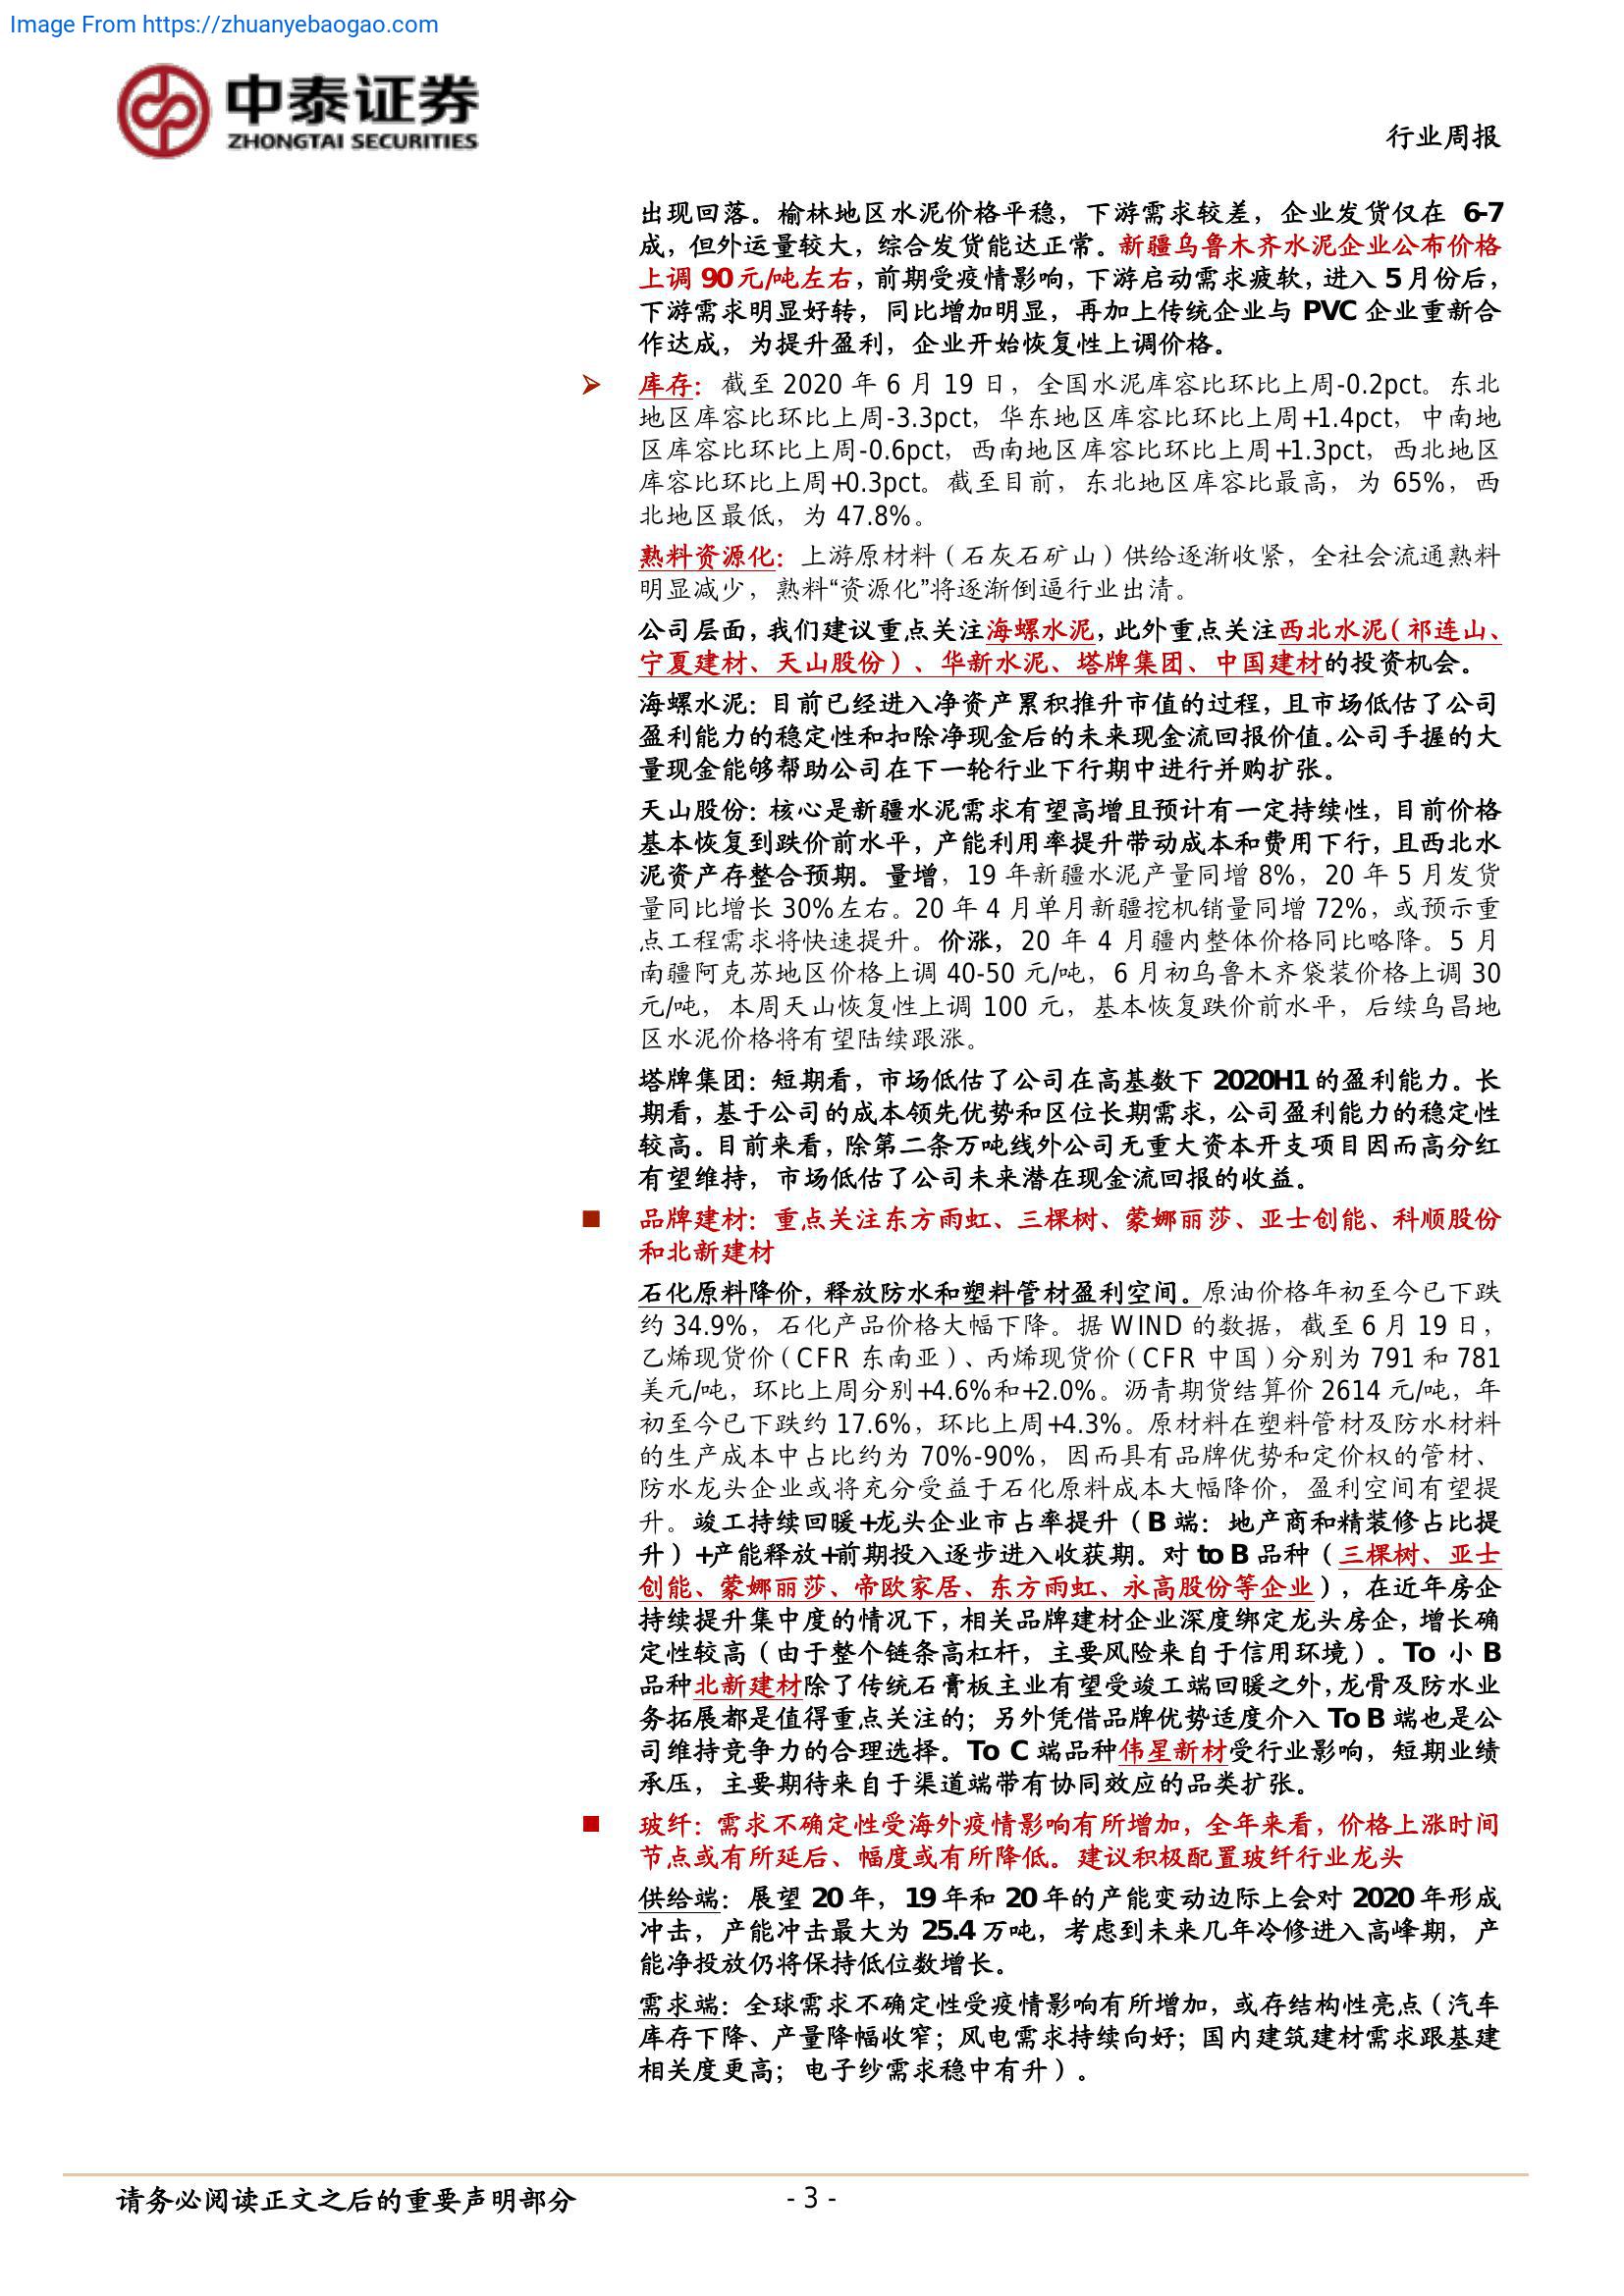 Image From https://zhuanyebaogao.com
中泰证券
ZHONGTAI SECURITIES
行业周报
出现回落。榆林地区水泥价格平稳，下游需求较差，企业发货仅在 6-7
成，但外运量较大，综合发货能达正常。新疆乌鲁木齐水泥企业公布价格
上调 90 元/吨左右，前期受疫情影响，下游启动需求疲软，进入 5 月份后，
下游需求明显好转，同比增加明显，再加上传统企业与 PVC 企业重新合
作达成，为提升盈利，企业开始恢复性上调价格。
库存：截至 2020 年 6 月 19 日，全国水泥库容比环比上周-0.2pct。东北
地区库容比环比上周-3.3pct，华东地区库容比环比上周+1.4pct，中南地
区库容比环比上周-0.6pct，西南地区库容比环比上周+1.3pct，西北地区
库容比环比上周+0.3pct。截至目前，东北地区库容比最高，为 65%，西
北地区最低，为 47.8%。
熟料资源化：上游原材料（石灰石矿山）供给逐渐收紧，全社会流通熟料
明显减少，熟料“资源化”将逐渐倒逼行业出清。
公司层面，我们建议重点关注海螺水泥，此外重点关注西北水泥（祁连山、
宁夏建材、天山股份）、华新水泥、塔牌集团、中国建材的投资机会。
海螺水泥：目前已经进入净资产累积推升市值的过程，且市场低估了公司
盈利能力的稳定性和扣除净现金后的未来现金流回报价值。公司手握的大
量现金能够帮助公司在下一轮行业下行期中进行并购扩张。
天山股份：核心是新疆水泥需求有望高增且预计有一定持续性，目前价格
基本恢复到跌价前水平，产能利用率提升带动成本和费用下行，且西北水
泥资产存整合预期。量增，19 年新疆水泥产量同增 8%，20 年 5 月发货
量同比增长 30%左右。20 年 4 月单月新疆挖机销量同增 72%，或预示重
点工程需求将快速提升。价涨，20 年 4 月疆内整体价格同比略降。5 月
南疆阿克苏地区价格上调 40-50 元/吨，6 月初乌鲁木齐袋装价格上调 30
元/吨，本周天山恢复性上调 100 元，基本恢复跌价前水平，后续乌昌地
区水泥价格将有望陆续跟涨。
塔牌集团：短期看，市场低估了公司在高基数下 2020H1 的盈利能力。长
期看，基于公司的成本领先优势和区位长期需求，公司盈利能力的稳定性
较高。目前来看，除第二条万吨线外公司无重大资本开支项目因而高分红
有望维持，市场低估了公司未来潜在现金流回报的收益。
品牌建材：重点关注东方雨虹、三棵树、蒙娜丽莎、亚士创能、科顺股份
和北新建材
石化原料降价，释放防水和塑料管材盈利空间。原油价格年初至今已下跌
约 34.9%，石化产品价格大幅下降。据 WIND 的数据，截至 6 月 19 日，
乙烯现货价（CFR 东南亚）、丙烯现货价（CFR 中国）分别为 791 和 781
美元/吨，环比上周分别+4.6%和+2.0%。沥青期货结算价 2614 元/吨，年
初至今已下跌约 17.6%，环比上周+4.3%。原材料在塑料管材及防水材料
的生产成本中占比约为 70%-90%，因而具有品牌优势和定价权的管材、
防水龙头企业或将充分受益于石化原料成本大幅降价，盈利空间有望提
升。竣工持续回暖+龙头企业市占率提升（B 端：地产商和精装修占比提
升）+产能释放+前期投入逐步进入收获期。对 to B 品种（三棵树、亚士
创能、蒙娜丽莎、帝欧家居、东方雨虹、永高股份等企业），在近年房企
持续提升集中度的情况下，相关品牌建材企业深度绑定龙头房企，增长确
定性较高（由于整个链条高杠杆，主要风险来自于信用环境）。To 小 B
品种北新建材除了传统石膏板主业有望受竣工端回暖之外，龙骨及防水业
务拓展都是值得重点关注的；另外凭借品牌优势适度介入 To B 端也是公
司维持竞争力的合理选择。To C 端品种伟星新材受行业影响，短期业绩
承压，主要期待来自于渠道端带有协同效应的品类扩张。
玻纤：需求不确定性受海外疫情影响有所增加，全年来看，价格上涨时间
节点或有所延后、幅度或有所降低。建议积极配置玻纤行业龙头
供给端：展望 20 年，19 年和 20 年的产能变动边际上会对 2020 年形成
冲击，产能冲击最大为 25.4 万吨，考虑到未来几年冷修进入高峰期，产
能净投放仍将保持低位数增长。
需求端：全球需求不确定性受疫情影响有所增加，或存结构性亮点（汽车
库存下降、产量降幅收窄；风电需求持续向好；国内建筑建材需求跟基建
相关度更高；电子纱需求稳中有升）。
请务必阅读正文之后的重要声明部分
- 3 -